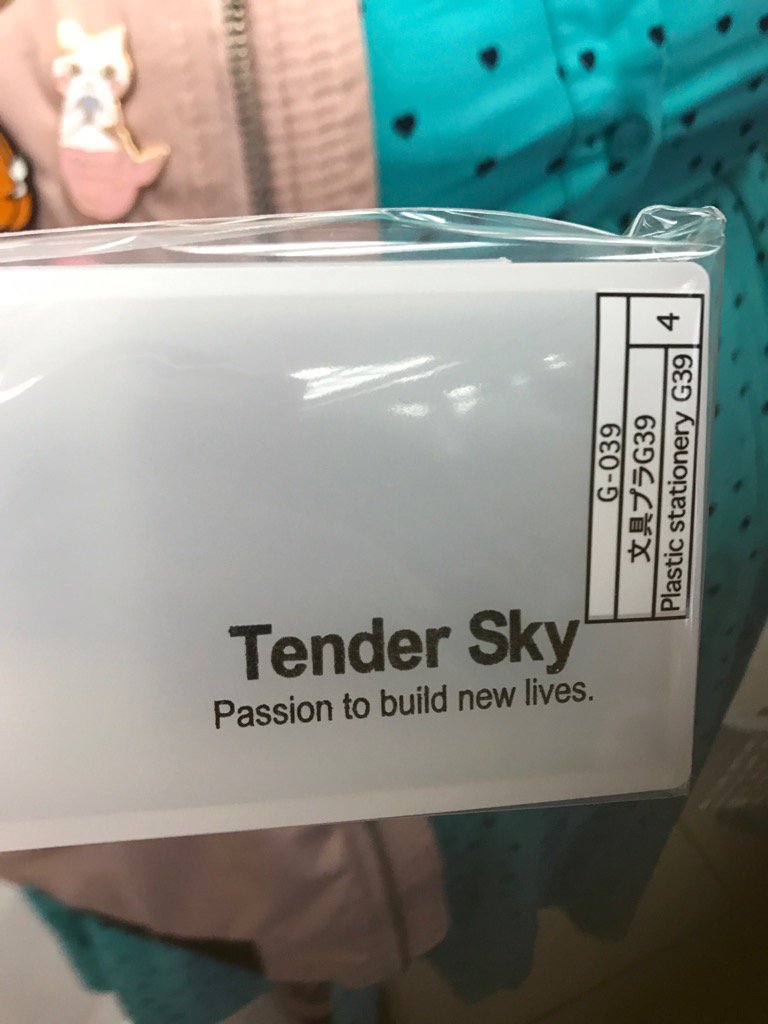 Tender Sky
Passion to build new lives.
G-039
4
文具プラG39
Plastic stationery G39